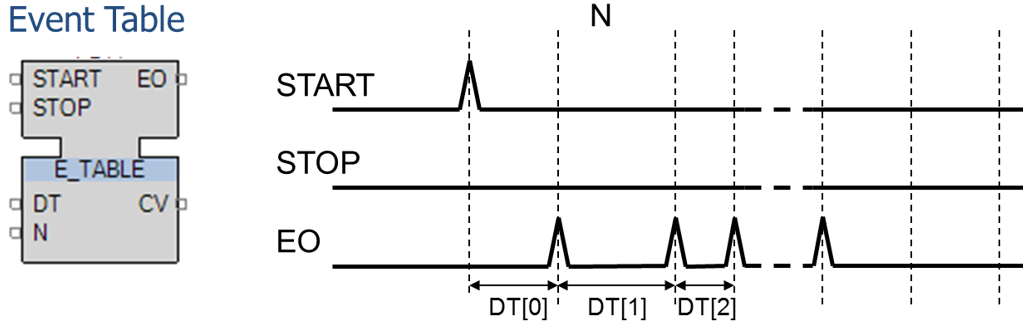 Event Table
N
START EO
STOP
E_TABLE
DT CV
N
START
STOP
EO
DT[0] DT[1] DT[2]